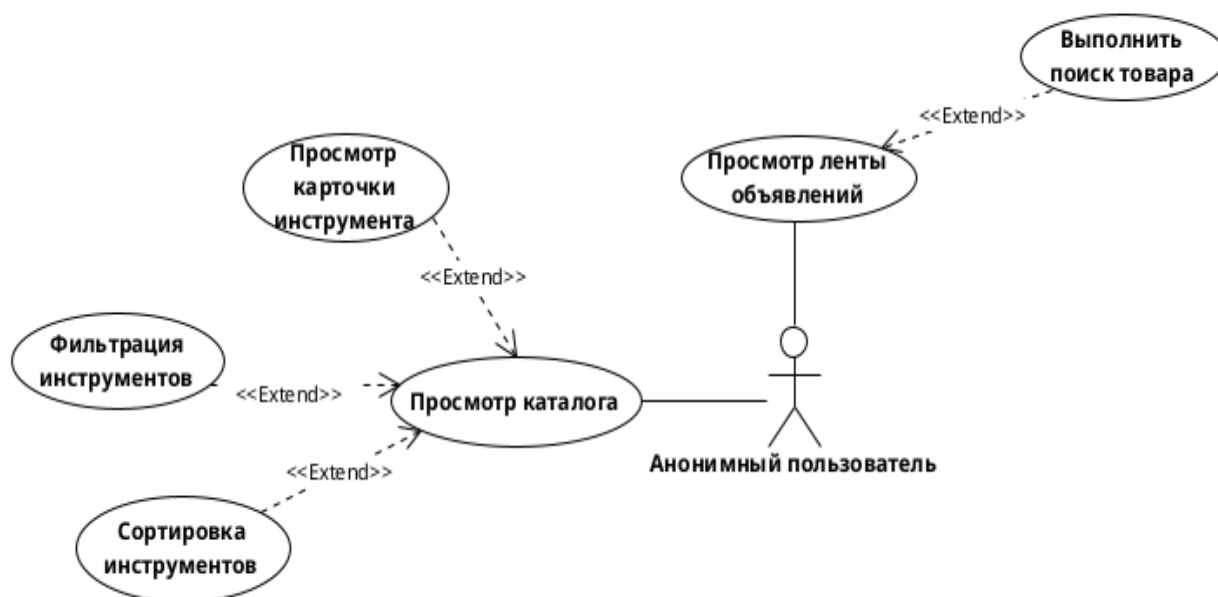 Выполнить
поиск товара
<<Extend>>
Просмотр ленты
объявлений
Просмотр
карточки
инструмента
<<Extend>>
Фильтрация
инструментов
<<Extend>>
Просмотр каталога
Анонимный пользователь
<<Extend>>
Сортировка
инструментов